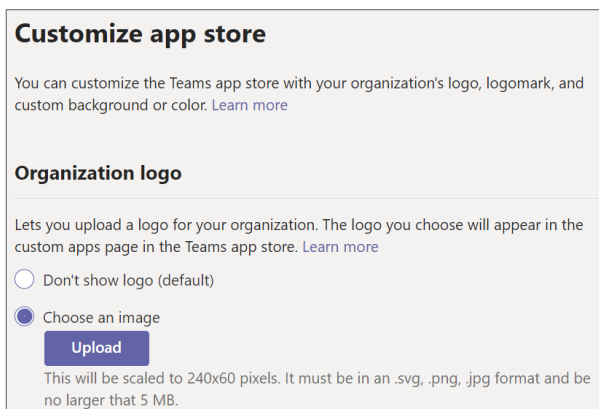 Customize app store
You can customize the Teams app store with your organization's logo, logomark, and
custom background or color. Learn more
Organization logo
Lets you upload a logo for your organization. The logo you choose will appear in the
custom apps page in the Teams app store. Learn more
Don't show logo (default)
Choose an image
Upload
This will be scaled to 240x60 pixels. It must be in an .svg, .png, .jpg format and be
no larger that 5 MB.